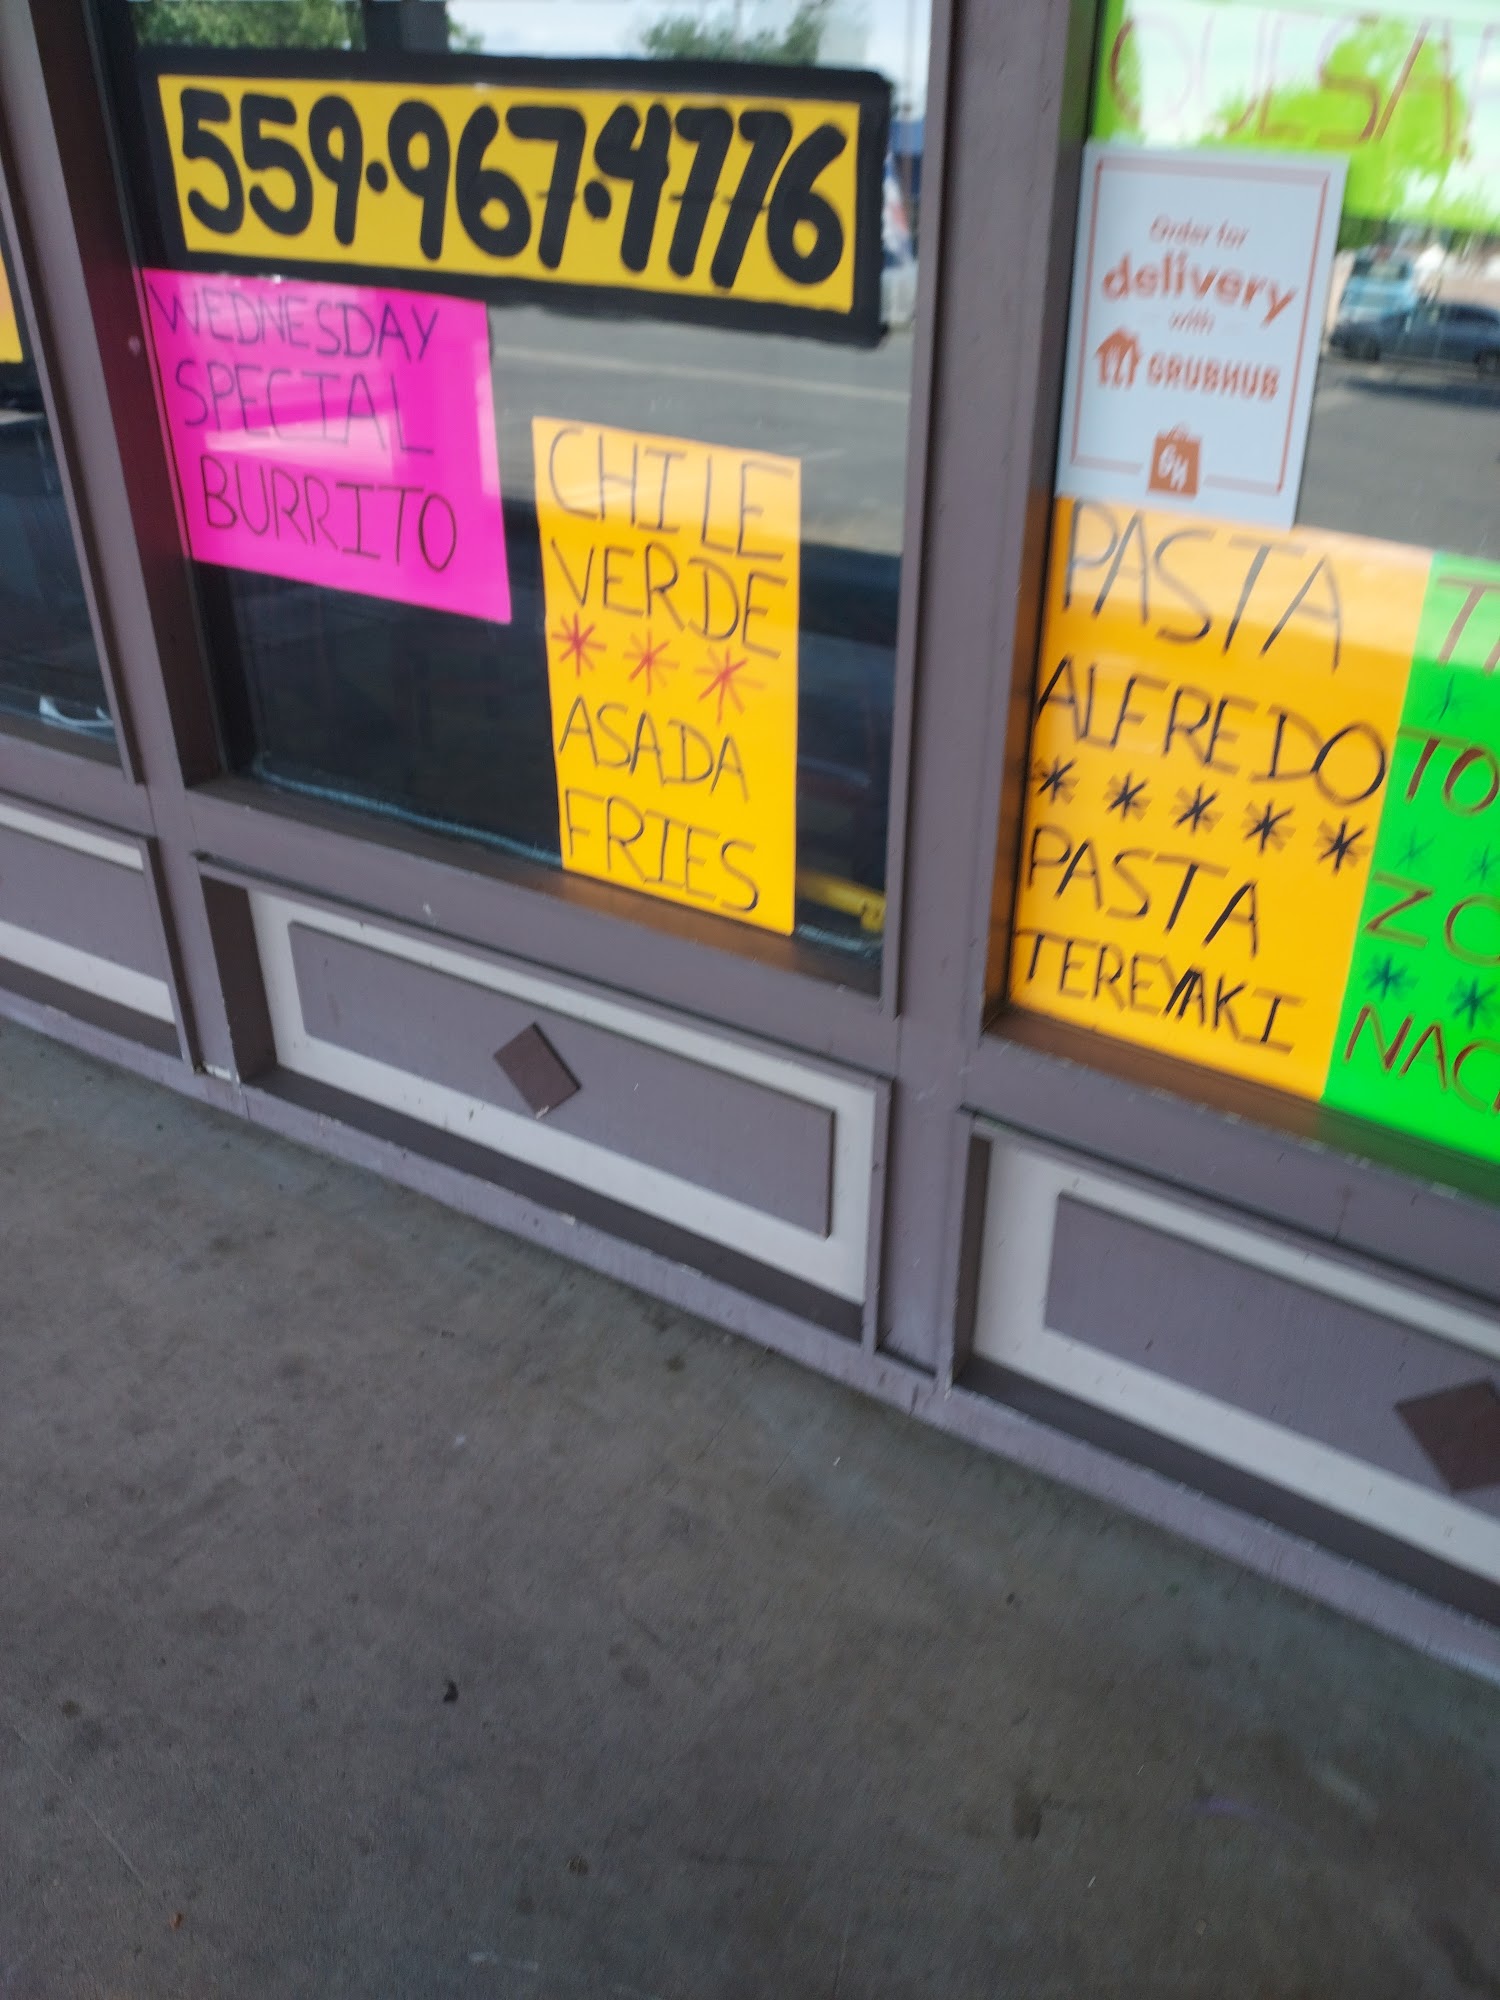 559·967·4776
WEDNESDAY
SPECIAL
BURRITO
CHILE
VERDE
***
ASADA
FRIES
Order for
delivery
with
GRUBHUB
GH
PASTA
ALFREDO
*****
PASTA
TEREYAKI